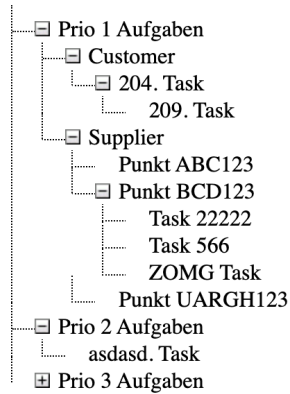 Prio 1 Aufgaben
Customer
204. Task
209. Task
Supplier
Punkt ABC123
Punkt BCD123
Task 22222
Task 566
ZOMG Task
Punkt UARGH123
Prio 2 Aufgaben
asdasd. Task
Prio 3 Aufgaben